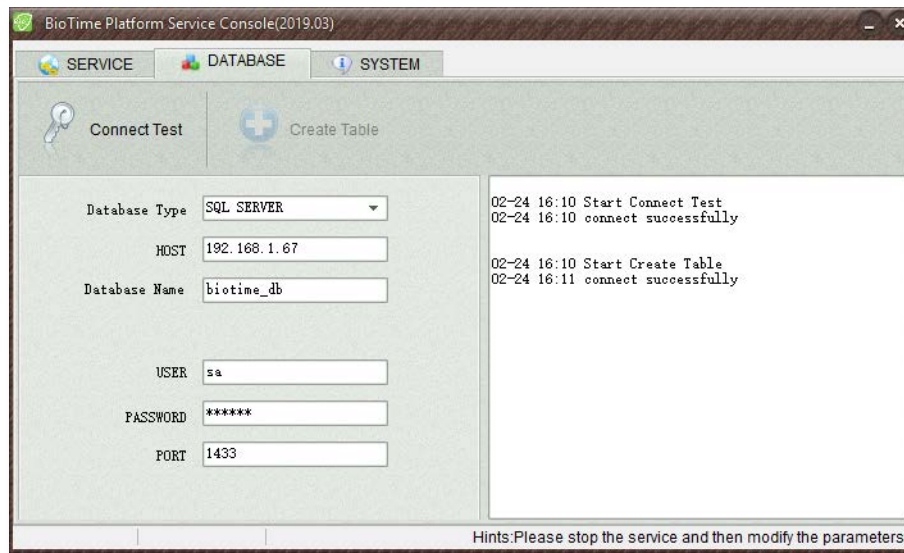 BioTime Platform Service Console(2019.03)
SERVICE
DATABASE
SYSTEM
Connect Test
Create Table
Database Type
SQL SERVER
HOST
192.168.1.67
Database Name
biotime_db
USER
sa
PASSWORD
******
PORT
1433
02-24 16:10 Start Connect Test
02-24 16:10 connect successfully
02-24 16:10 Start Create Table
02-24 16:11 connect successfully
Hints:Please stop the service and then modify the parameters